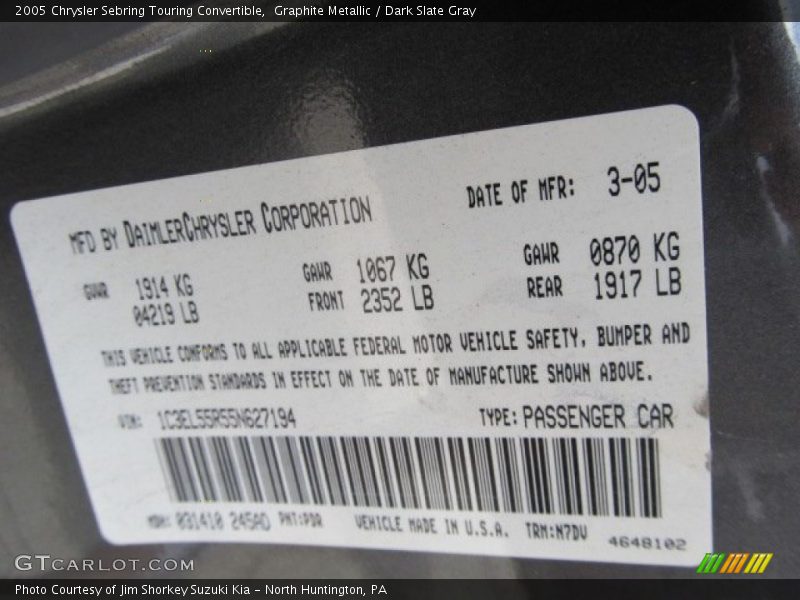 2005 Chrysler Sebring Touring Convertible,  Graphite Metallic / Dark Slate Gray
MFD BY DAIMLERCHRYSLER CORPORATION DATE OF MFR: 3-05
GVWR 1914 KG GAWR 1067 KG GAWR 0870 KG
04219 LB FRONT 2352 LB REAR 1917 LB
THIS VEHICLE CONFORMS TO ALL APPLICABLE FEDERAL MOTOR VEHICLE SAFETY, BUMPER AND
THEFT PREVENTION STANDARDS IN EFFECT ON THE DATE OF MANUFACTURE SHOWN ABOVE.
VIN: 1C3EL55R55N627194 TYPE: PASSENGER CAR
MDH: 031410 245AD PNT:PDR VEHICLE MADE IN U.S.A. TRM:N7DV 4648102
GTCARLOT.COM
Photo Courtesy of Jim Shorkey Suzuki Kia – North Huntington, PA